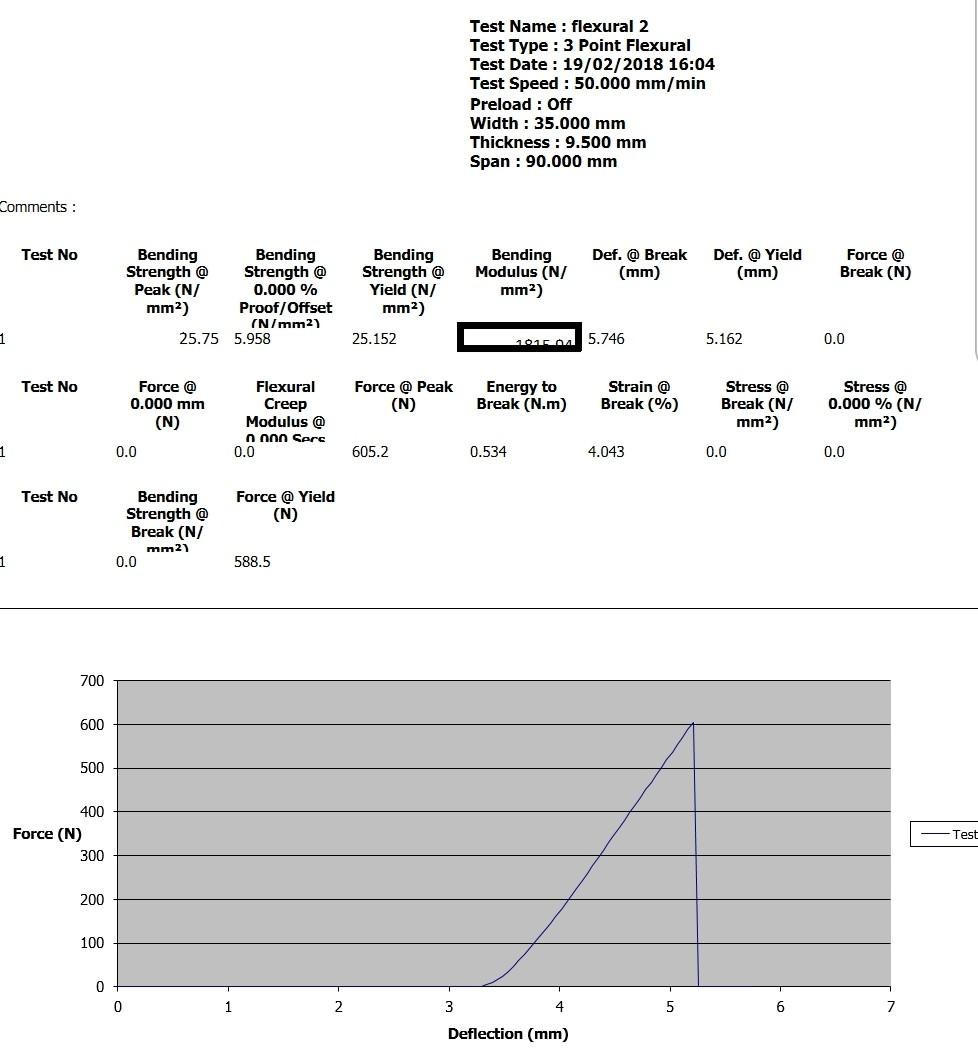 Test Name : flexural 2
Test Type : 3 Point Flexural
Test Date : 19/02/2018 16:04
Test Speed : 50.000 mm/min
Preload : Off
Width : 35.000 mm
Thickness : 9.500 mm
Span : 90.000 mm
Comments :
Test No Bending Bending Bending Bending Def. @ Break Def. @ Yield Force @
Strength @ Strength @ Strength @ Modulus (N/ (mm) (mm) Break (N)
Peak (N/ 0.000 % Yield (N/ mm²)
mm²) Proof/Offset mm²)
(N/mm²)
1 25.75 5.958 25.152 1815.04 5.746 5.162 0.0
Test No Force @ Flexural Force @ Peak Energy to Strain @ Stress @ Stress @
0.000 mm Creep (N) Break (N.m) Break (%) Break (N/ 0.000 % (N/
(N) Modulus @ mm²) mm²)
0.000 Secs
1 0.0 0.0 605.2 0.534 4.043 0.0 0.0
Test No Bending Force @ Yield
Strength @ (N)
Break (N/
mm²)
1 0.0 588.5
700
600
500
400
Force (N)
300
200
100
0
0 1 2 3 4 5 6 7
Deflection (mm)
Test